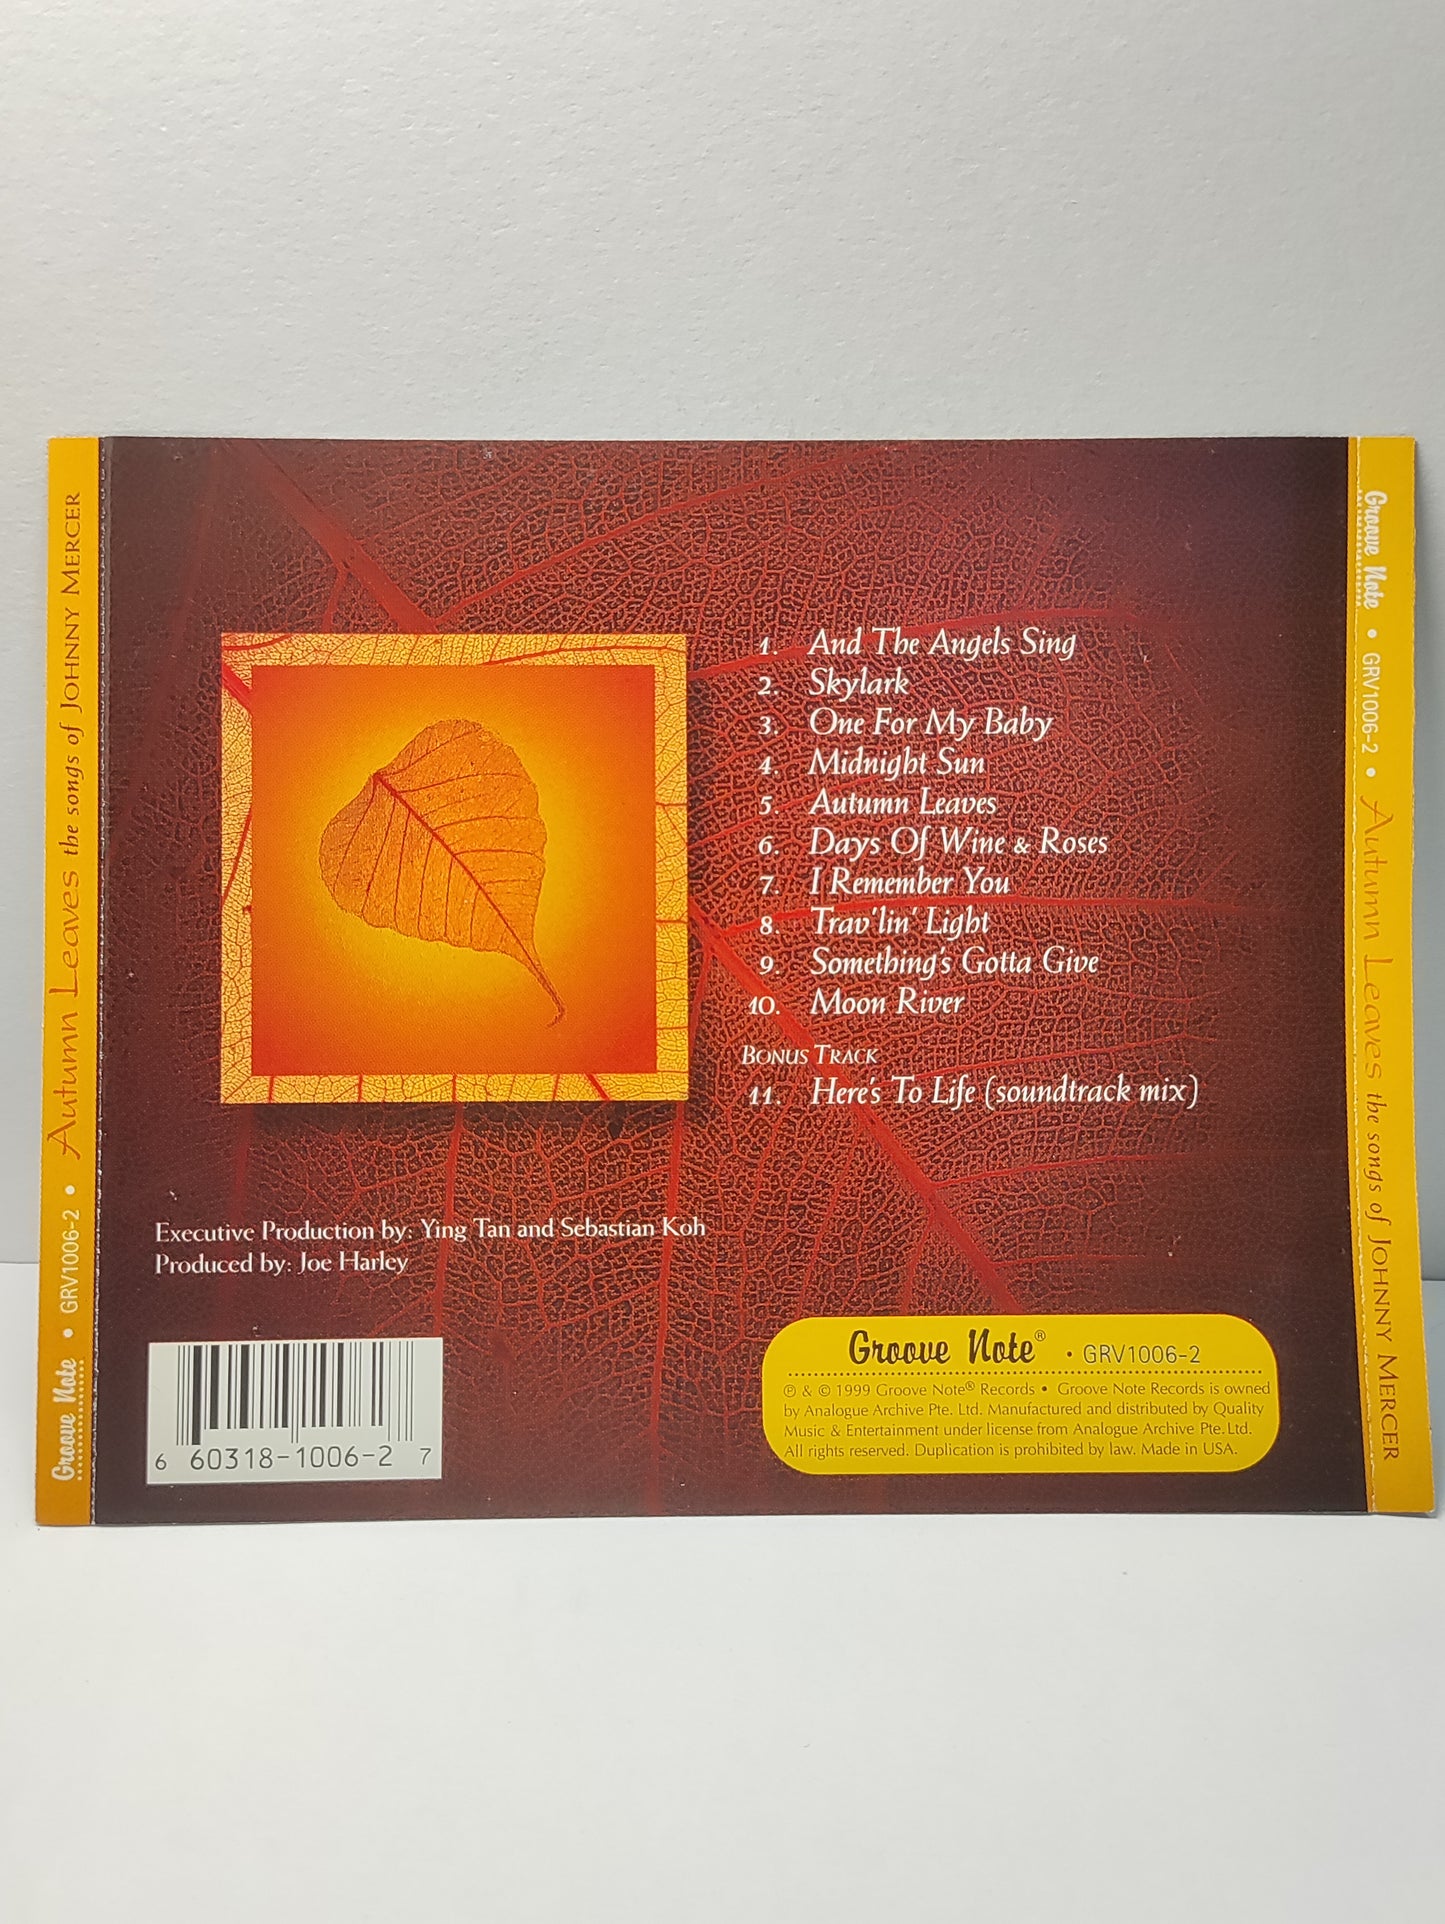 Groove Note • GRV1006-2 • Autumn Leaves the songs of JOHNNY MERCER
1. And The Angels Sing
2. Skylark
3. One For My Baby
4. Midnight Sun
5. Autumn Leaves
6. Days Of Wine & Roses
7. I Remember You
8. Trav'lin' Light
9. Something's Gotta Give
10. Moon River
BONUS TRACK
11. Here's To Life (soundtrack mix)
Executive Production by: Ying Tan and Sebastian Koh
Produced by: Joe Harley
6 60318-1006-2 7
Groove Note® • GRV1006-2
℗ & © 1999 Groove Note® Records • Groove Note Records is owned
by Analogue Archive Pte. Ltd. Manufactured and distributed by Quality
Music & Entertainment under license from Analogue Archive Pte. Ltd.
All rights reserved. Duplication is prohibited by law. Made in USA.
Groove Note • GRV1006-2 • Autumn Leaves the songs of JOHNNY MERCER